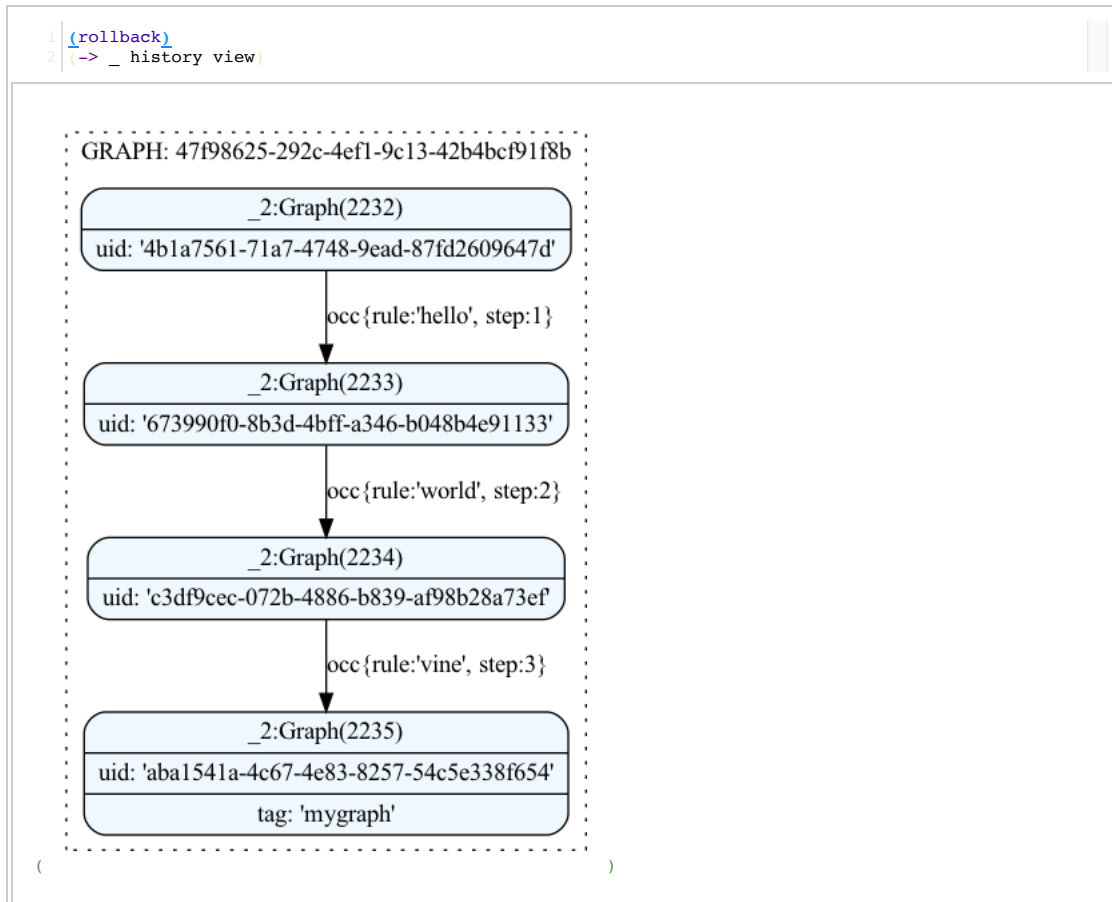 1 (rollback)
2 (-> _ history view)
GRAPH: 47f98625-292c-4ef1-9c13-42b4bcf91f8b
_2:Graph(2232)
uid: '4b1a7561-71a7-4748-9ead-87fd2609647d'
occ{rule:'hello', step:1}
_2:Graph(2233)
uid: '673990f0-8b3d-4bff-a346-b048b4e91133'
occ{rule:'world', step:2}
_2:Graph(2234)
uid: 'c3df9cec-072b-4886-b839-af98b28a73ef'
occ{rule:'vine', step:3}
_2:Graph(2235)
uid: 'aba1541a-4c67-4e83-8257-54c5e338f654'
tag: 'mygraph'
( )